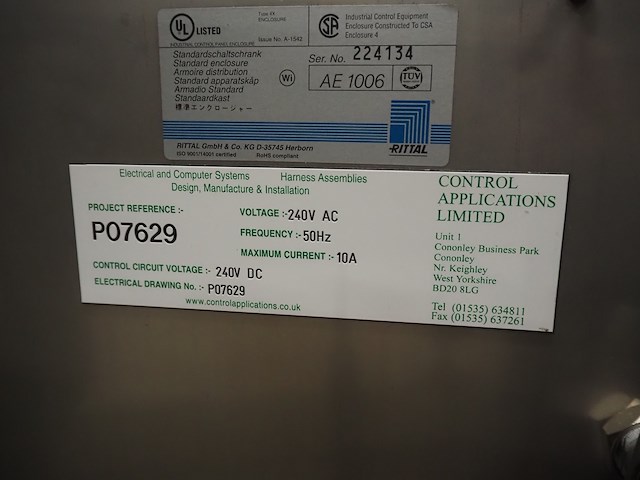 UL LISTED
Type 4X
ENCLOSURE
Issue No. A-1542
INDUSTRIAL CONTROL PANEL ENCLOSURE
Industrial Control Equipment
Enclosure Constructed To CSA
Enclosure 4
Standardschaltschrank
Standard enclosure
Armoire distribution
Standard apparatskåp
Armadio Standard
Standaardkast
標準エンクロージャー
Wi
Ser. No. 224134
AE 1006
TÜV
RITTAL
RITTAL GmbH & Co. KG D-35745 Herborn
ISO 9001/14001 certified RoHS compliant
Electrical and Computer Systems Harness Assemblies
Design, Manufacture & Installation
PROJECT REFERENCE :-
P07629
VOLTAGE :- 240V AC
FREQUENCY :- 50Hz
MAXIMUM CURRENT :- 10A
CONTROL CIRCUIT VOLTAGE :- 240V DC
ELECTRICAL DRAWING No. :- P07629
www.controlapplications.co.uk
CONTROL
APPLICATIONS
LIMITED
Unit 1
Cononley Business Park
Cononley
Nr. Keighley
West Yorkshire
BD20 8LG
Tel (01535) 634811
Fax (01535) 637261